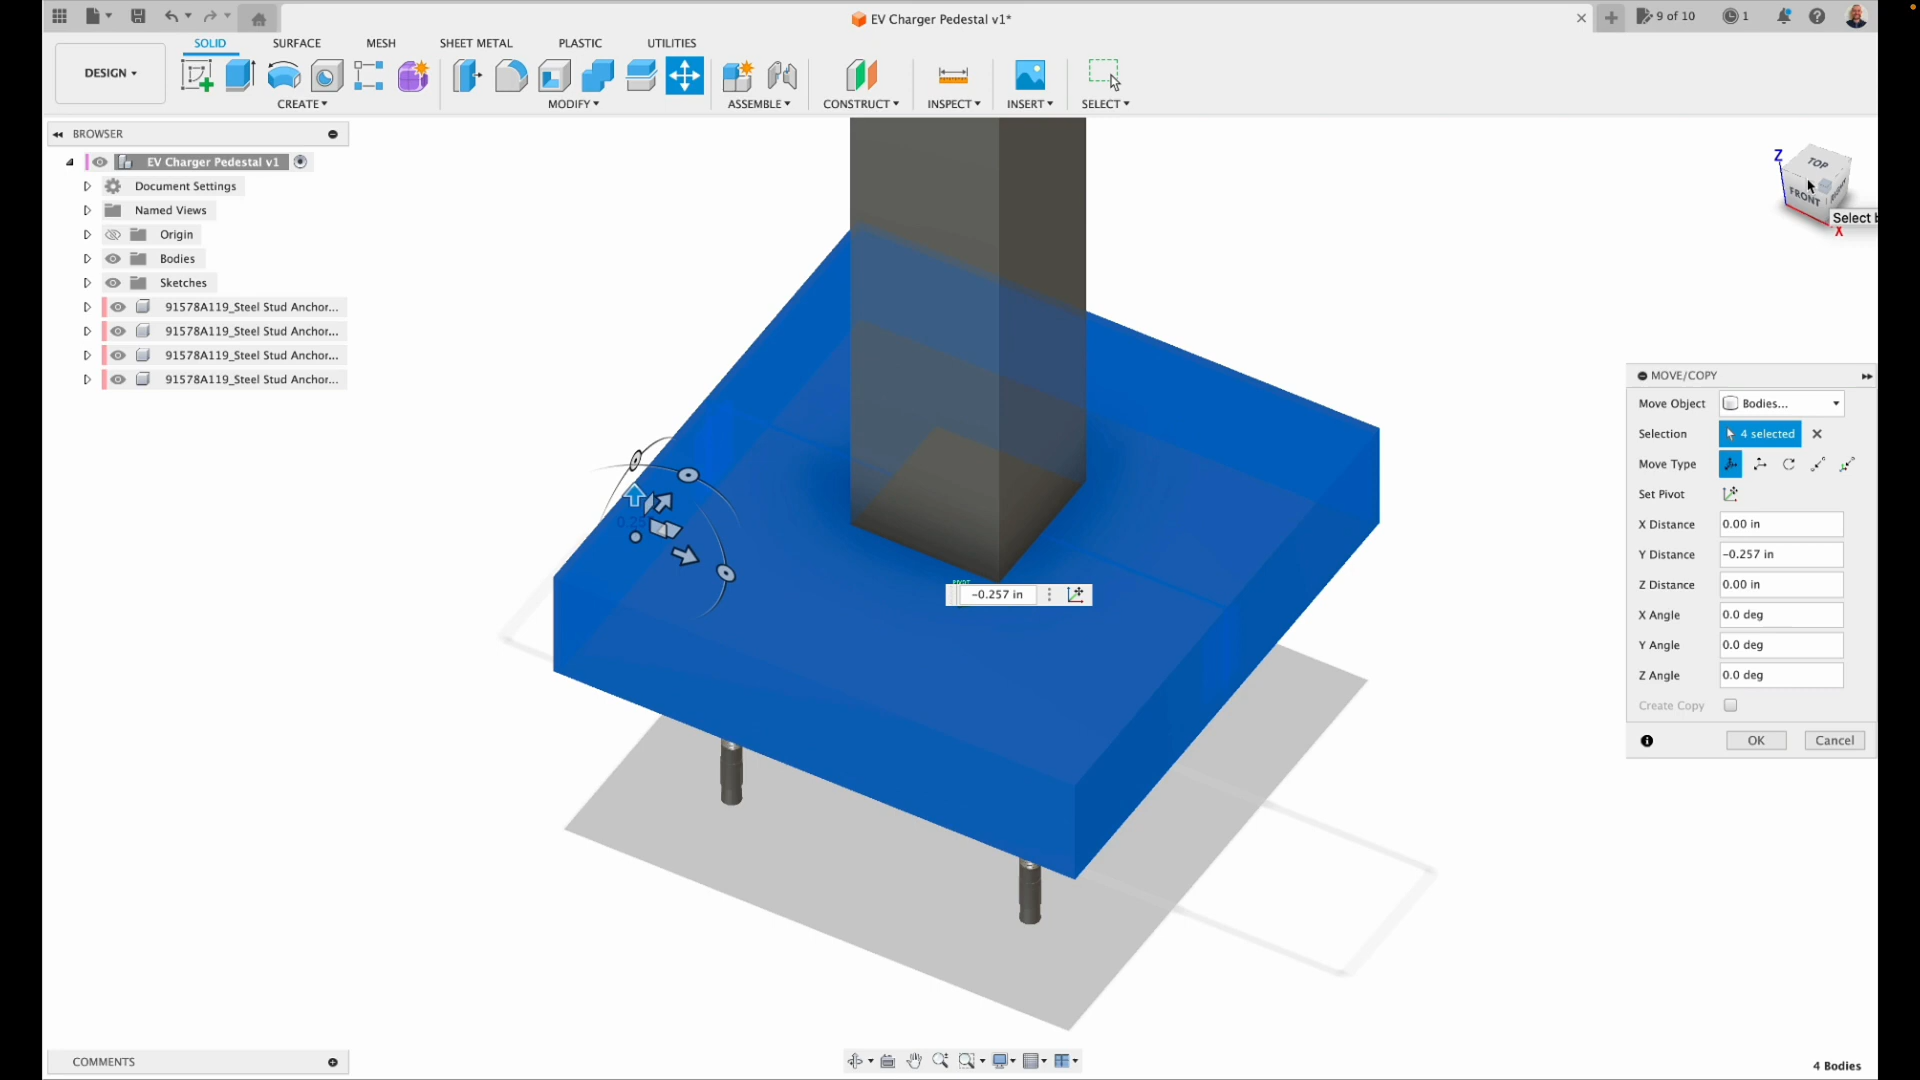 EV Charger Pedestal v1*
9 of 10
1
DESIGN
SOLID
SURFACE
MESH
SHEET METAL
PLASTIC
UTILITIES
CREATE
MODIFY
ASSEMBLE
CONSTRUCT
INSPECT
INSERT
SELECT
BROWSER
EV Charger Pedestal v1
Document Settings
Named Views
Origin
Bodies
Sketches
91578A119_Steel Stud Anchor...
91578A119_Steel Stud Anchor...
91578A119_Steel Stud Anchor...
91578A119_Steel Stud Anchor...
Z
TOP
FRONT
X
MOVE/COPY
Move Object
Bodies...
Selection
4 selected
Move Type
Set Pivot
X Distance
0.00 in
Y Distance
-0.257 in
Z Distance
0.00 in
X Angle
0.0 deg
Y Angle
0.0 deg
Z Angle
0.0 deg
Create Copy
OK
Cancel
-0.257 in
COMMENTS
4 Bodies